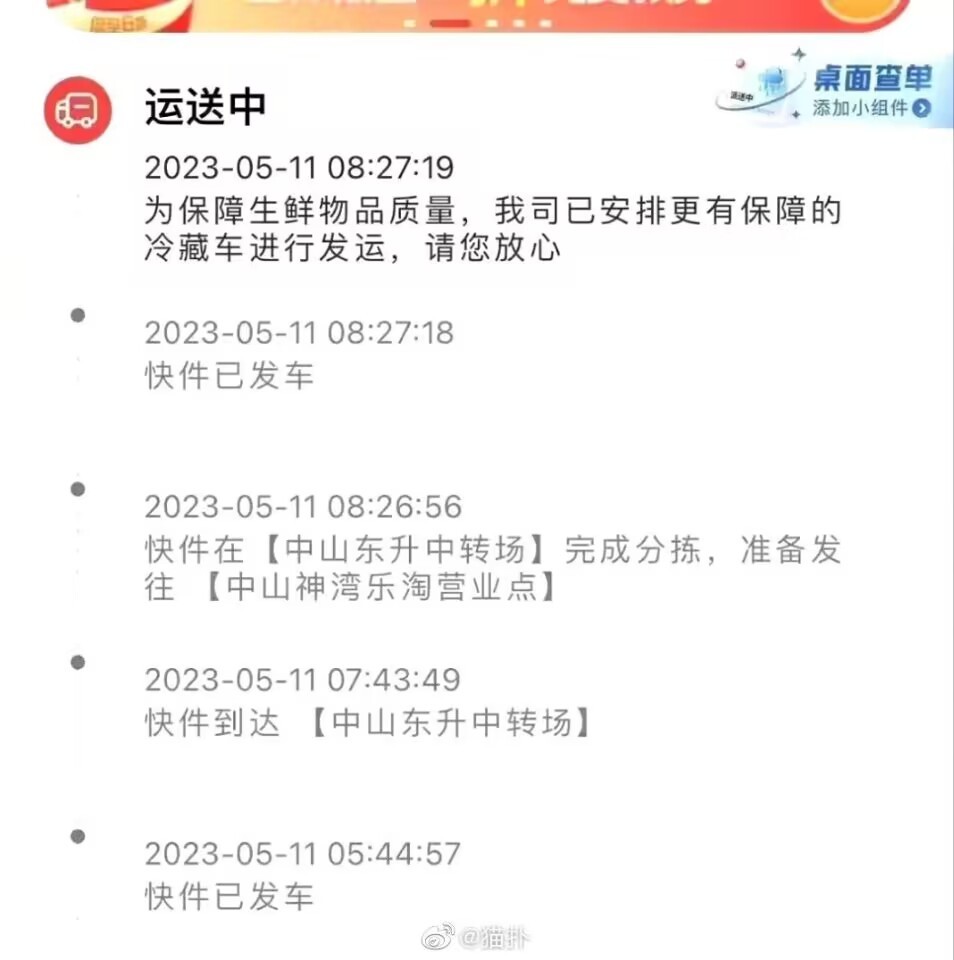 桌面查单
运送中
添加小组件
运送中
2023-05-11 08:27:19
为保障生鲜物品质量，我司已安排更有保障的
冷藏车进行发运，请您放心
2023-05-11 08:27:18
快件已发车
2023-05-11 08:26:56
快件在【中山东升中转场】完成分拣，准备发
往 【中山神湾乐淘营业点】
2023-05-11 07:43:49
快件到达 【中山东升中转场】
2023-05-11 05:44:57
快件已发车
@猫扑